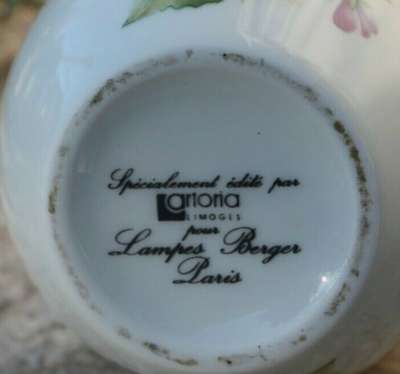 Spécialement édité par
artoria
LIMOGES
pour
Lampes Berger
Paris